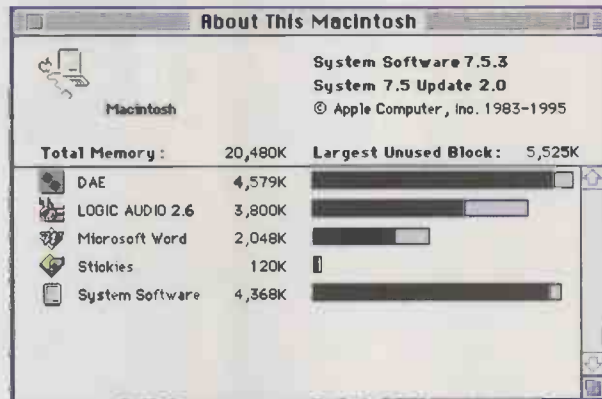 About This Macintosh
System Software 7.5.3
System 7.5 Update 2.0
Macintosh
© Apple Computer, Inc. 1983-1995
Total Memory : 20,480K Largest Unused Block : 5,525K
DAE 4,579K
LOGIC AUDIO 2.6 3,800K
Microsoft Word 2,048K
Stickies 120K
System Software 4,368K